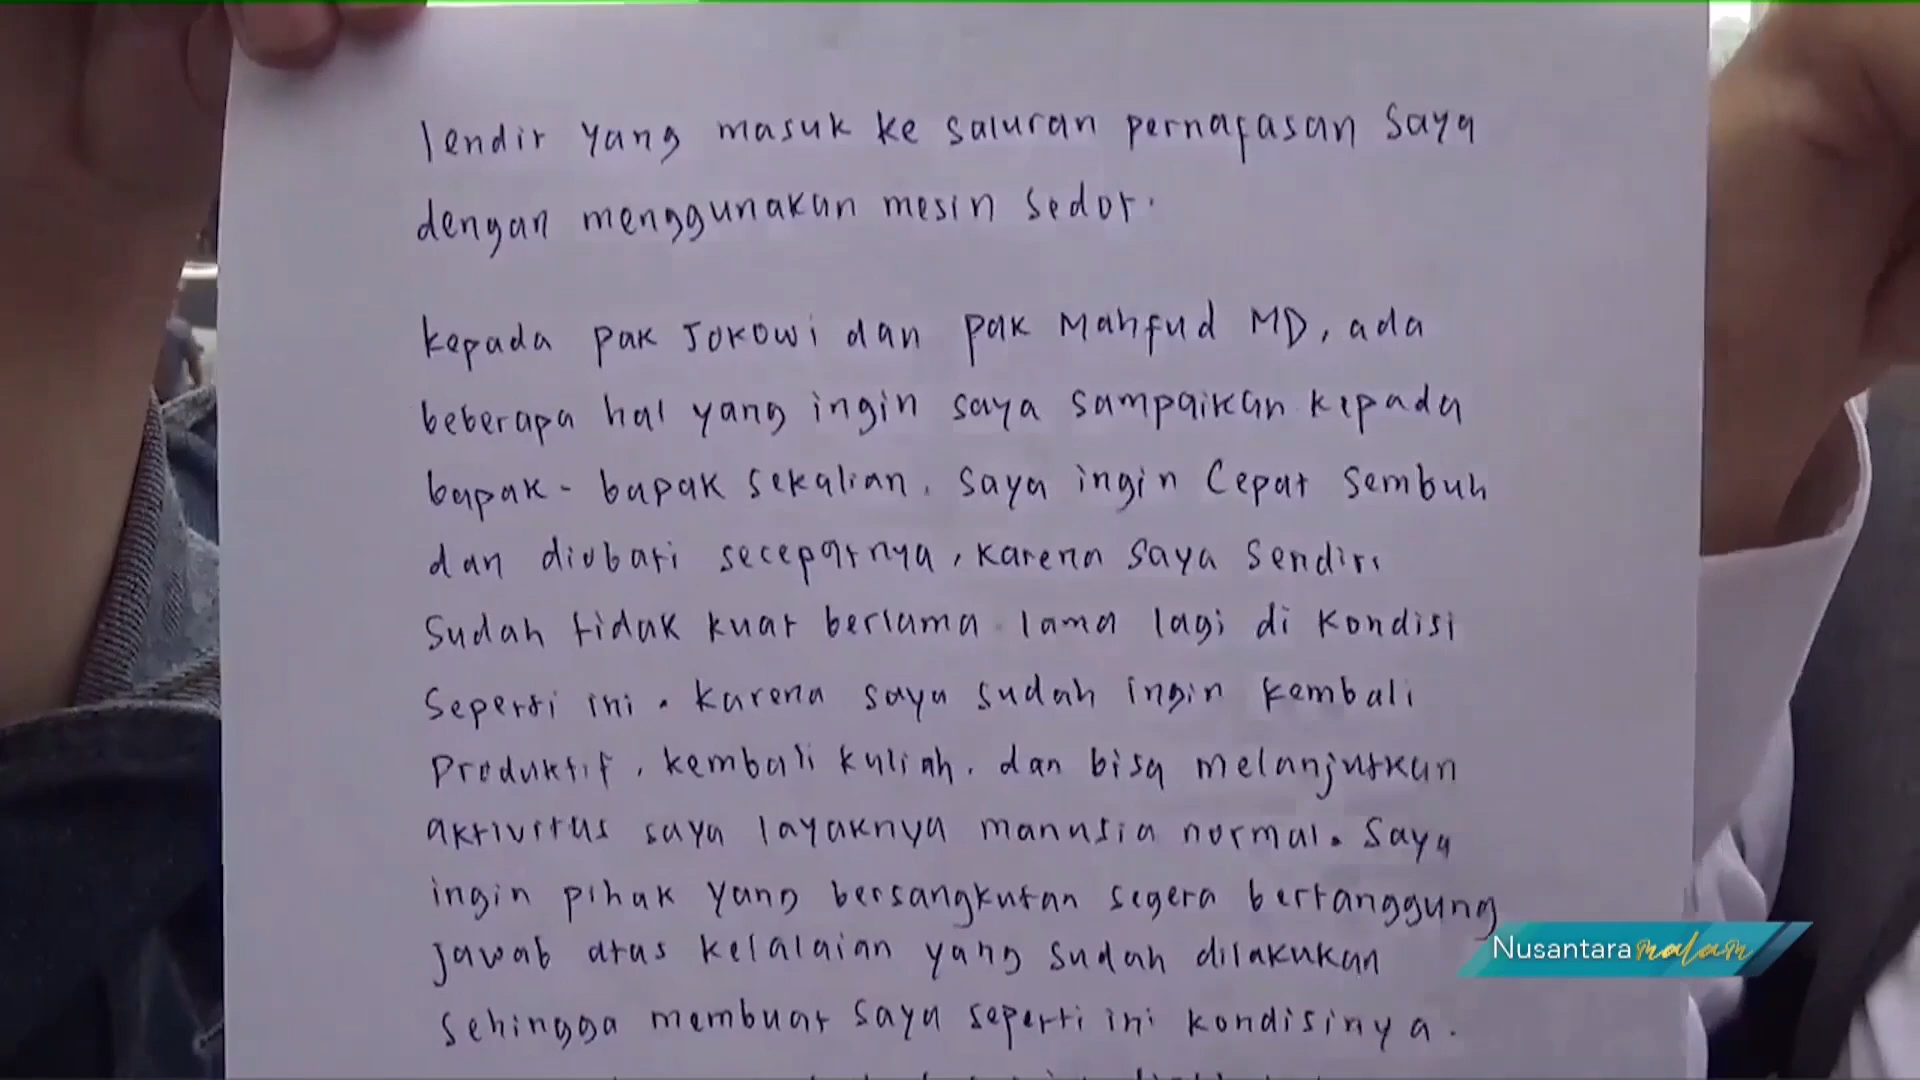 lendir yang masuk ke saluran pernafasan saya
dengan menggunakan mesin sedot.
kepada pak Jokowi dan pak Mahfud MD, ada
beberapa hal yang ingin saya sampaikan kepada
bapak - bapak sekalian. saya ingin cepat sembuh
dan diobati secepatnya, karena saya sendiri
sudah tidak kuat berlama - lama lagi di kondisi
seperti ini. karena saya sudah ingin kembali
produktif, kembali kuliah, dan bisa melanjutkan
aktivitas saya layaknya manusia normal. Saya
ingin pihak yang bersangkutan segera bertanggung
jawab atas kelalaian yang sudah dilakukan
sehingga membuat saya seperti ini kondisinya.
Nusantara malam